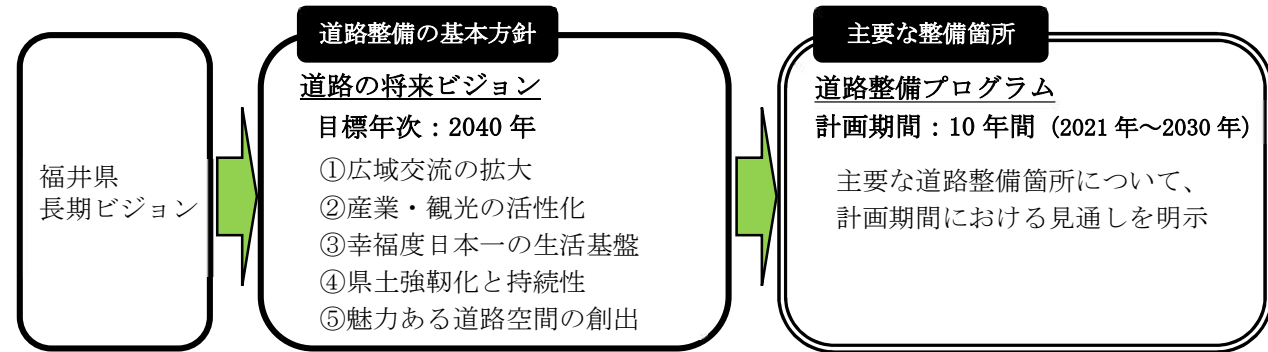 福井県
長期ビジョン
道路整備の基本方針
道路の将来ビジョン
目標年次：2040 年
①広域交流の拡大
②産業・観光の活性化
③幸福度日本一の生活基盤
④県土強靭化と持続性
⑤魅力ある道路空間の創出
主要な整備箇所
道路整備プログラム
計画期間：10 年間（2021 年～2030 年）
主要な道路整備箇所について、
計画期間における見通しを明示